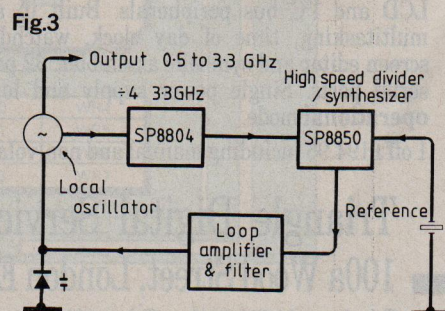 Fig.3
Output 0·5 to 3·3 GHz
÷4 3·3GHz
SP8804
High speed divider
synthesizer
SP8850
Local
oscillator
Reference
Loop
amplifier
& filter